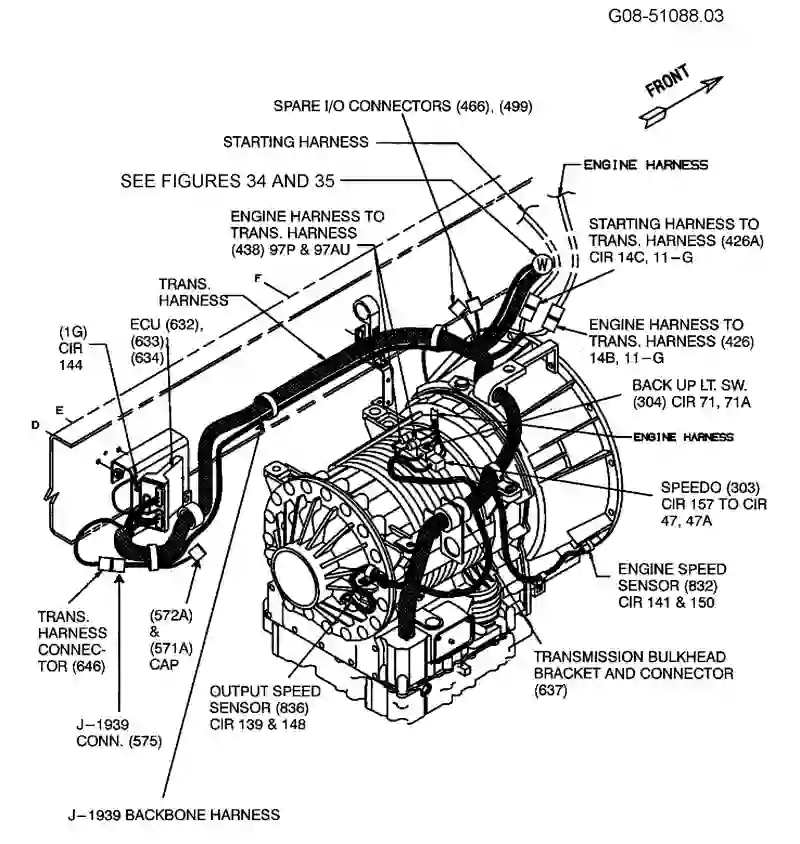 G08-51088.03
FRONT
SPARE I/O CONNECTORS (466), (499)
STARTING HARNESS
ENGINE HARNESS
SEE FIGURES 34 AND 35
ENGINE HARNESS TO
TRANS. HARNESS
(438) 97P & 97AU
STARTING HARNESS TO
TRANS. HARNESS (426A)
CIR 14C, 11-G
W
F
TRANS.
HARNESS
(1G)
CIR
144
ECU (632),
(633),
(634)
ENGINE HARNESS TO
TRANS. HARNESS (426)
14B, 11-G
BACK UP LT. SW.
(304) CIR 71, 71A
E
D
ENGINE HARNESS
SPEEDO (303)
CIR 157 TO CIR
47, 47A
ENGINE SPEED
SENSOR (832)
CIR 141 & 150
TRANS.
HARNESS
CONNEC-
TOR (646)
(572A)
&
(571A)
CAP
TRANSMISSION BULKHEAD
BRACKET AND CONNECTOR
(637)
OUTPUT SPEED
SENSOR (836)
CIR 139 & 148
J-1939
CONN. (575)
J-1939 BACKBONE HARNESS